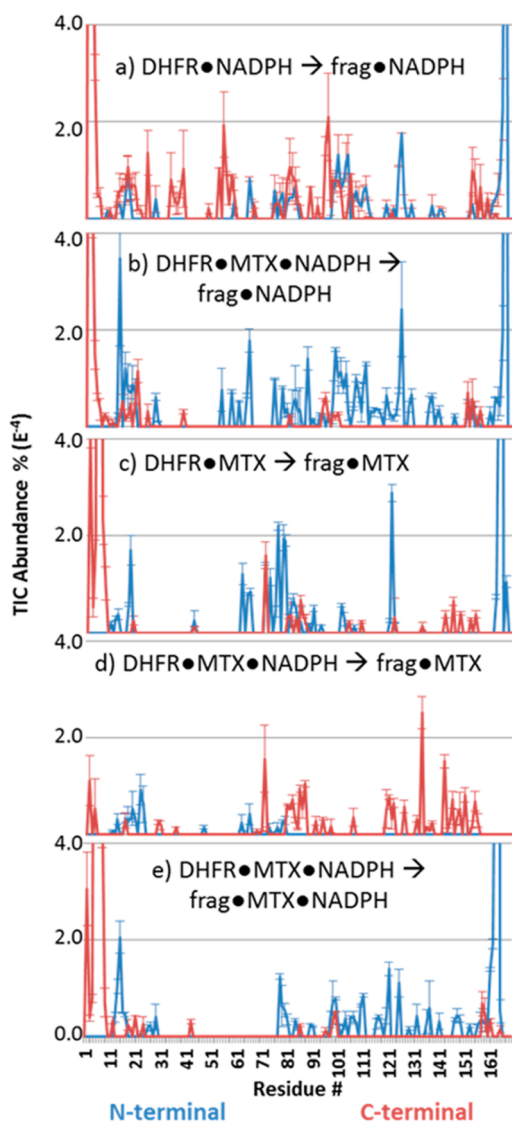 4.0
a) DHFR●NADPH → frag●NADPH
2.0
4.0
b) DHFR●MTX●NADPH →
frag●NADPH
2.0
TIC Abundance % (E⁻⁴)
4.0
c) DHFR●MTX → frag●MTX
2.0
4.0
d) DHFR●MTX●NADPH → frag●MTX
2.0
4.0
e) DHFR●MTX●NADPH →
frag●MTX●NADPH
2.0
0.0
1 11 21 31 41 51 61 71 81 91 101 111 121 131 141 151 161
Residue #
N-terminal C-terminal